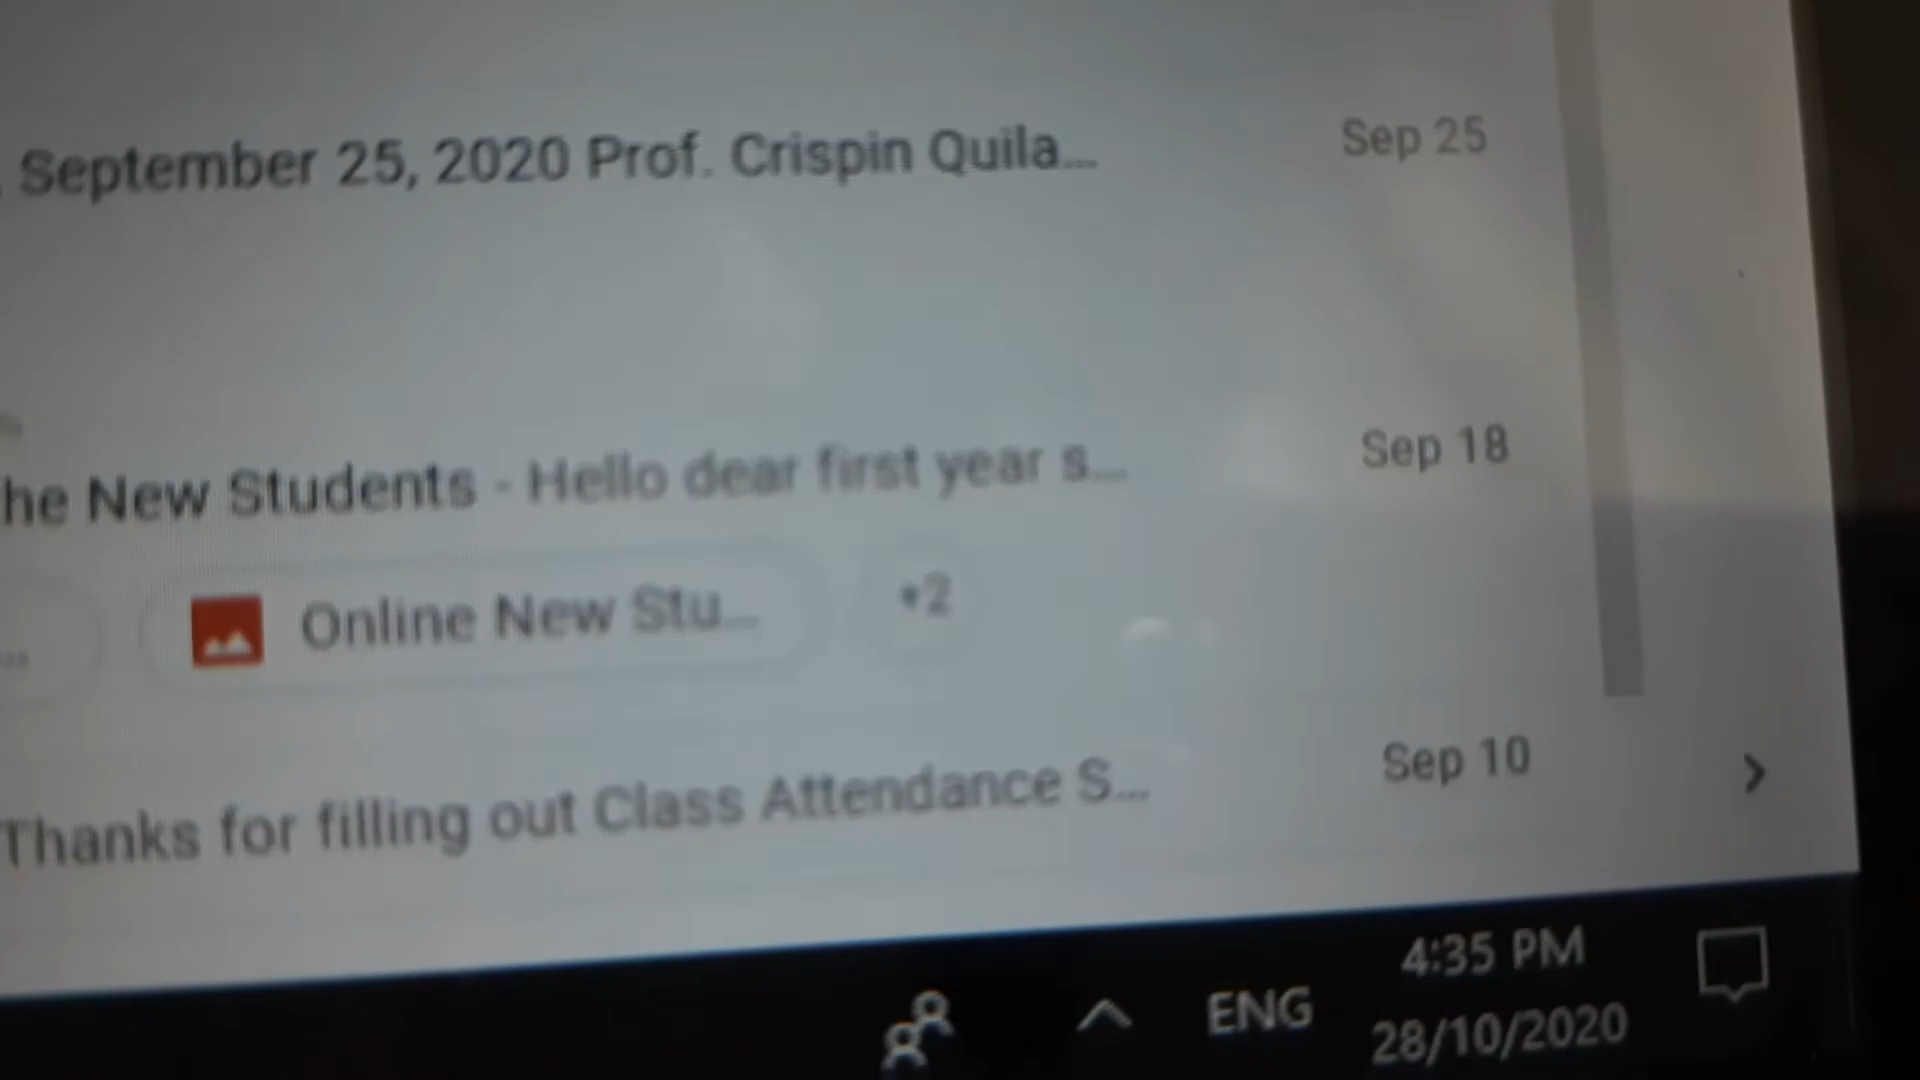 September 25, 2020 Prof. Crispin Quila... Sep 25
he New Students - Hello dear first year s... Sep 18
... Online New Stu... +2
Thanks for filling out Class Attendance S... Sep 10
4:35 PM
ENG
28/10/2020